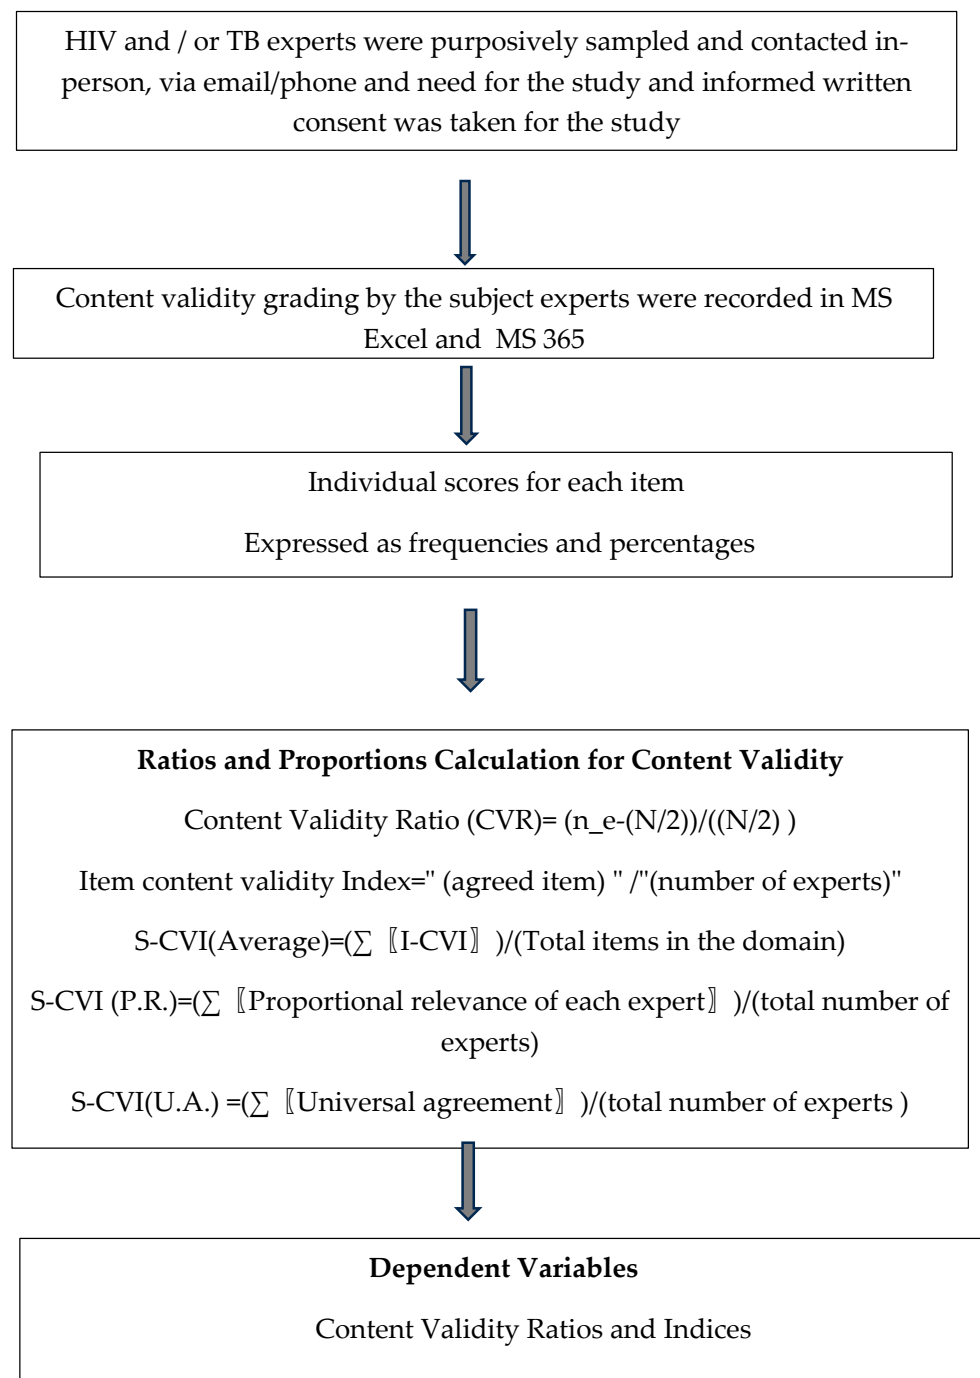 HIV and / or TB experts were purposively sampled and contacted in-
person, via email/phone and need for the study and informed written
consent was taken for the study
Content validity grading by the subject experts were recorded in MS
Excel and  MS 365
Individual scores for each item
Expressed as frequencies and percentages
Ratios and Proportions Calculation for Content Validity
Content Validity Ratio (CVR)= (n_e-(N/2))/((N/2) )
Item content validity Index=" (agreed item) " /"(number of experts)"
S-CVI(Average)=(∑ 〖I-CVI〗 )/(Total items in the domain)
S-CVI (P.R.)=(∑ 〖Proportional relevance of each expert〗 )/(total number of
experts)
S-CVI(U.A.) =(∑ 〖Universal agreement〗 )/(total number of experts )
Dependent Variables
Content Validity Ratios and Indices